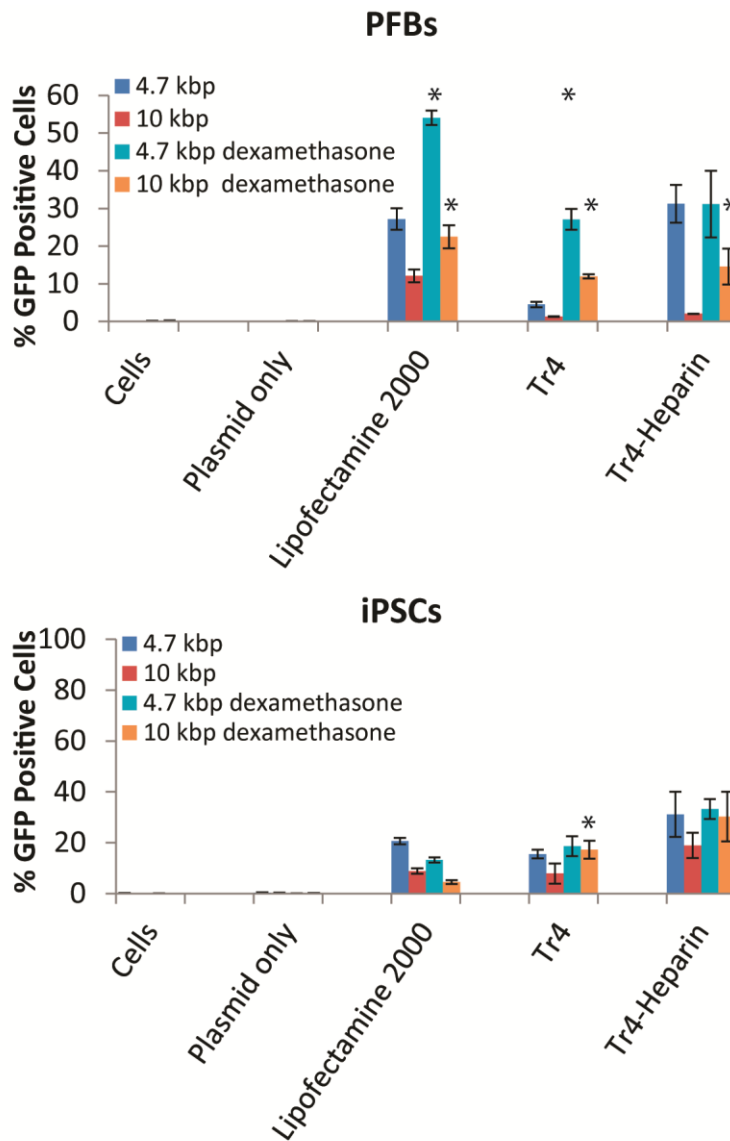 PFBs
% GFP Positive Cells
60
50
40
30
20
10
0
4.7 kbp
10 kbp
4.7 kbp dexamethasone
10 kbp dexamethasone
*
*
*
*
*
Cells
Plasmid only
Lipofectamine 2000
Tr4
Tr4-Heparin
iPSCs
% GFP Positive Cells
100
80
60
40
20
0
4.7 kbp
10 kbp
4.7 kbp dexamethasone
10 kbp dexamethasone
*
Cells
Plasmid only
Lipofectamine 2000
Tr4
Tr4-Heparin